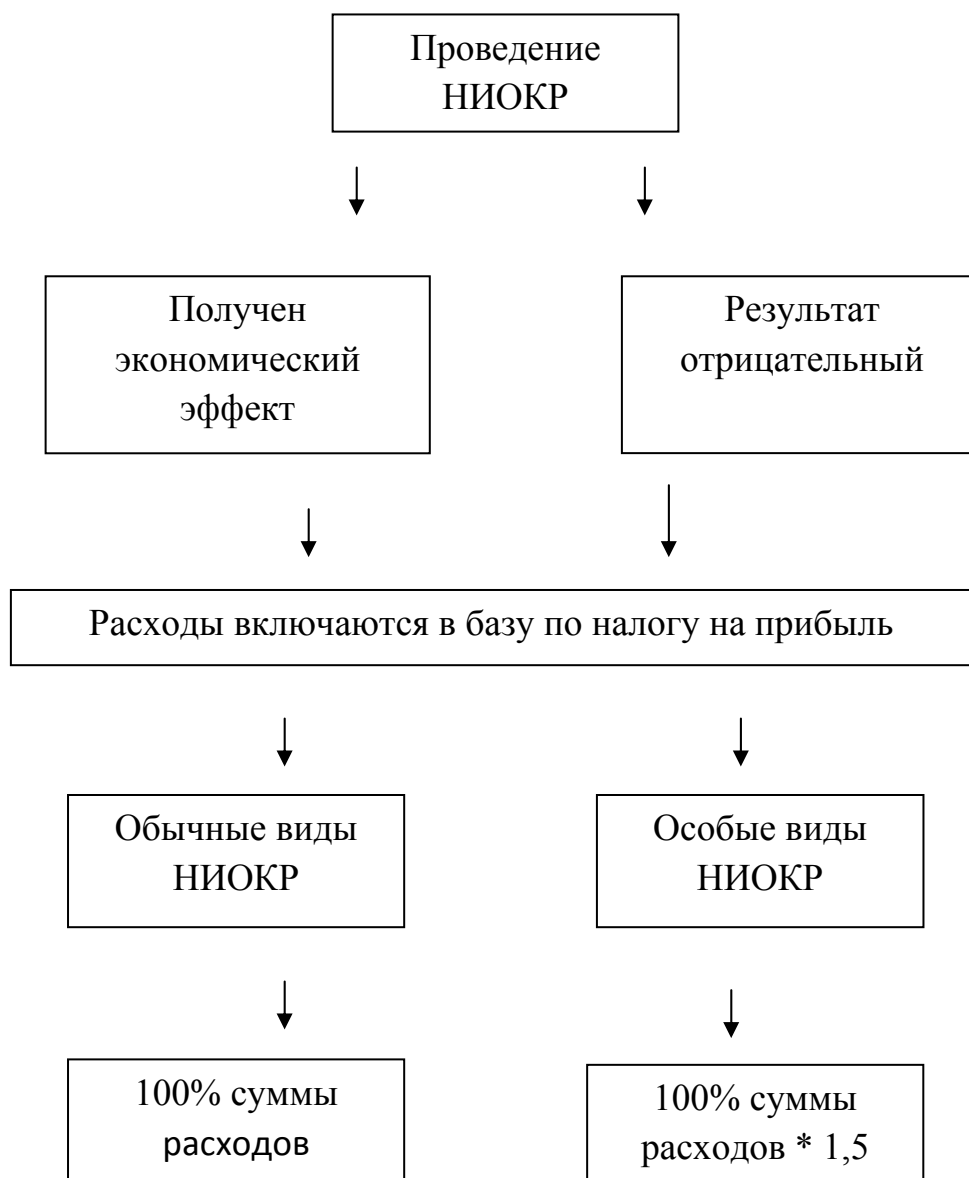 Проведение
НИОКР
Получен
экономический
эффект
Результат
отрицательный
Расходы включаются в базу по налогу на прибыль
Обычные виды
НИОКР
Особые виды
НИОКР
100% суммы
расходов
100% суммы
расходов * 1,5